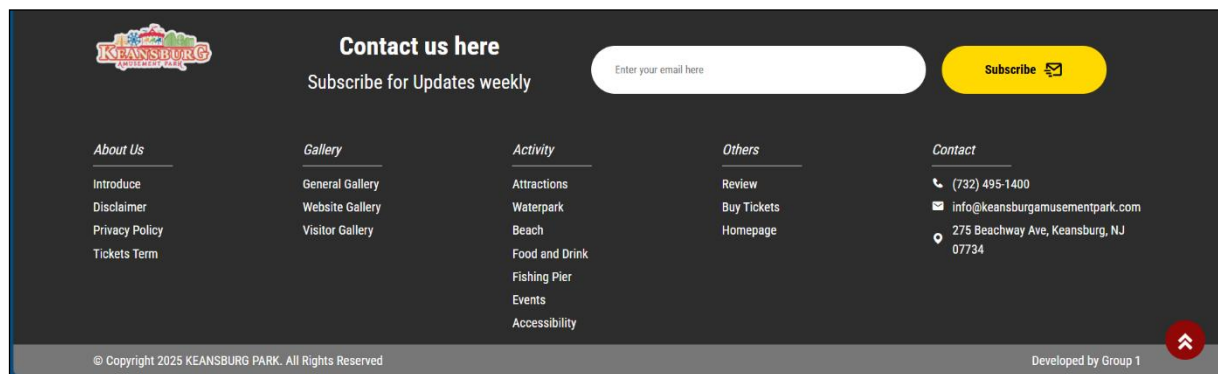 KEANSBURG
AMUSEMENT PARK
Contact us here
Subscribe for Updates weekly
Enter your email here
Subscribe
About Us
Introduce
Disclaimer
Privacy Policy
Tickets Term
Gallery
General Gallery
Website Gallery
Visitor Gallery
Activity
Attractions
Waterpark
Beach
Food and Drink
Fishing Pier
Events
Accessibility
Others
Review
Buy Tickets
Homepage
Contact
(732) 495-1400
info@keansburgamusementpark.com
275 Beachway Ave, Keansburg, NJ
07734
© Copyright 2025 KEANSBURG PARK. All Rights Reserved
Developed by Group 1